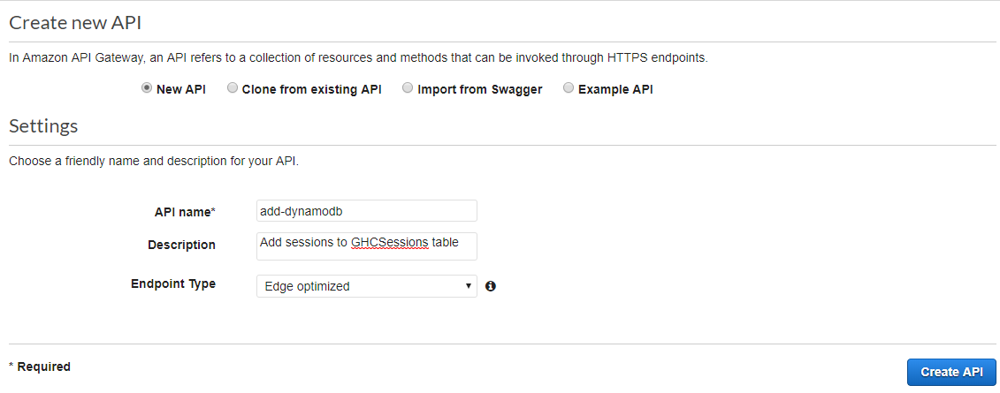 Create new API
In Amazon API Gateway, an API refers to a collection of resources and methods that can be invoked through HTTPS endpoints.
New API Clone from existing API Import from Swagger Example API
Settings
Choose a friendly name and description for your API.
API name* add-dynamodb
Description Add sessions to GHCSessions table
Endpoint Type Edge optimized
* Required
Create API